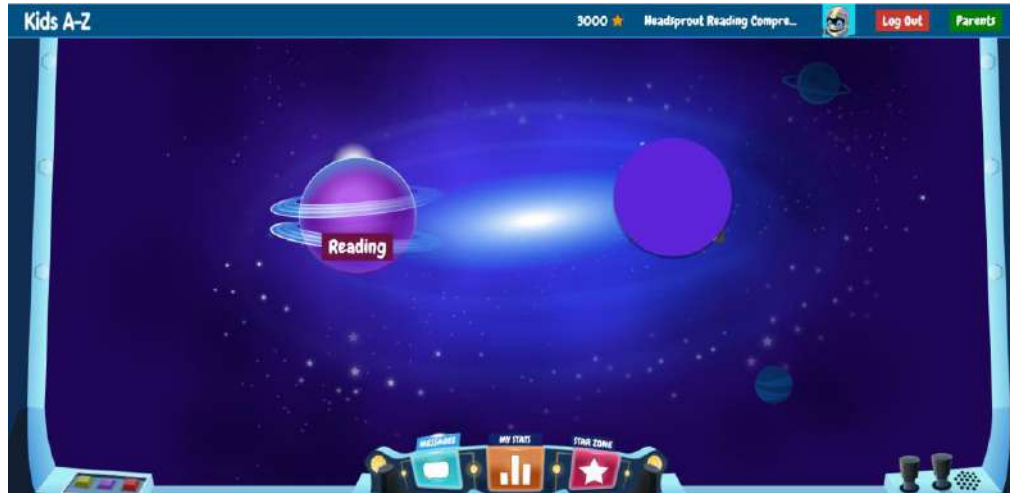 Kids A-Z
3000
Headsprout Reading Compre...
Log Out
Parents
Reading
MESSAGES
MY STATS
STAR ZONE